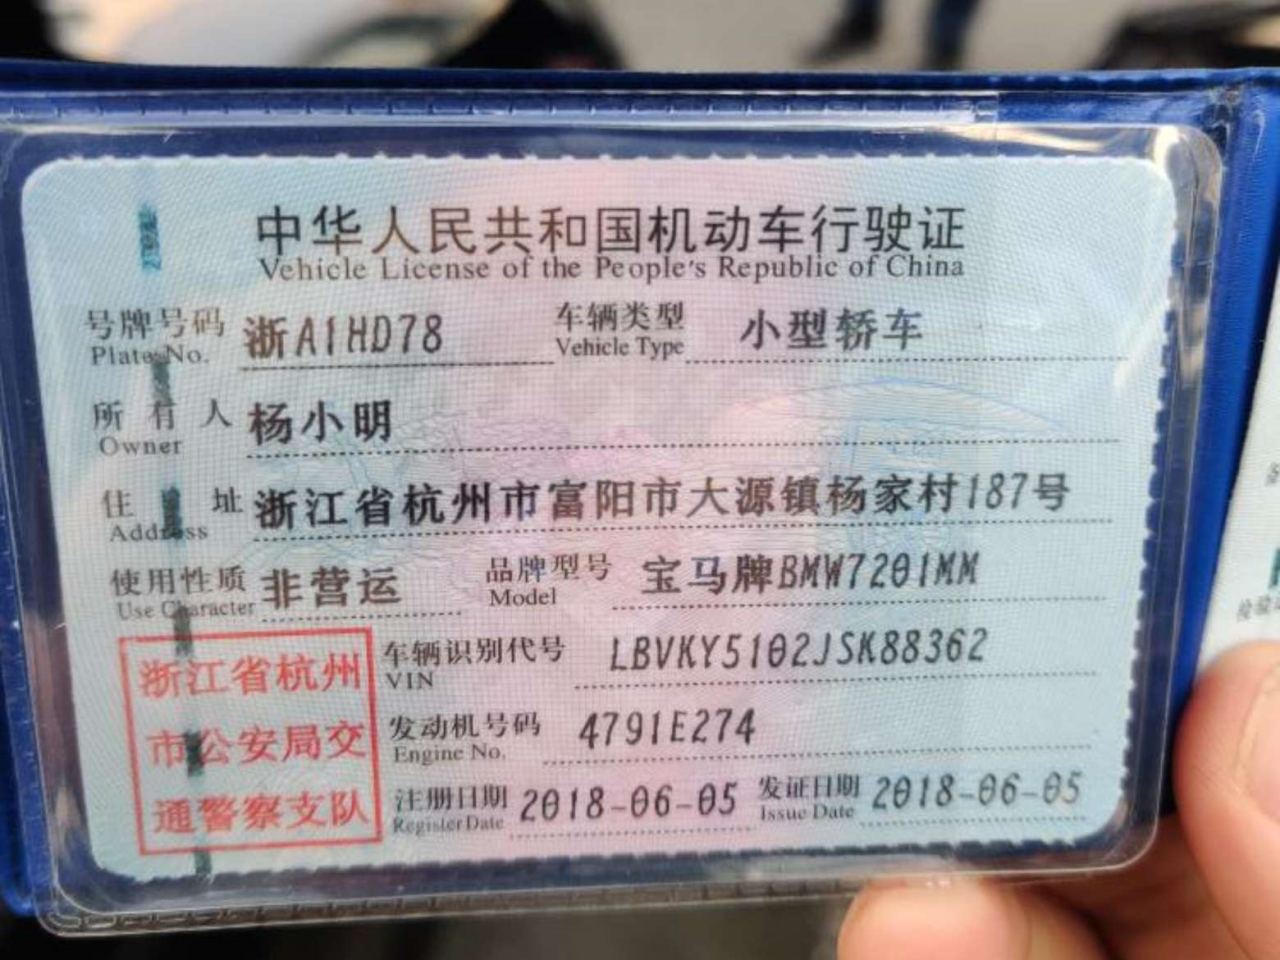 中华人民共和国机动车行驶证
Vehicle License of the People's Republic of China
号牌号码 浙A1HD78 车辆类型 小型轿车
Plate No. Vehicle Type
所有人 杨小明
Owner
住址 浙江省杭州市富阳市大源镇杨家村187号
Address
使用性质 非营运 品牌型号 宝马牌BMW7201MM
Use Character Model
浙江省杭州
市公安局交
通警察支队
车辆识别代号 LBVKY5102JSK88362
VIN
发动机号码 4791E274
Engine No.
注册日期 2018-06-05 发证日期 2018-06-05
Register Date Issue Date